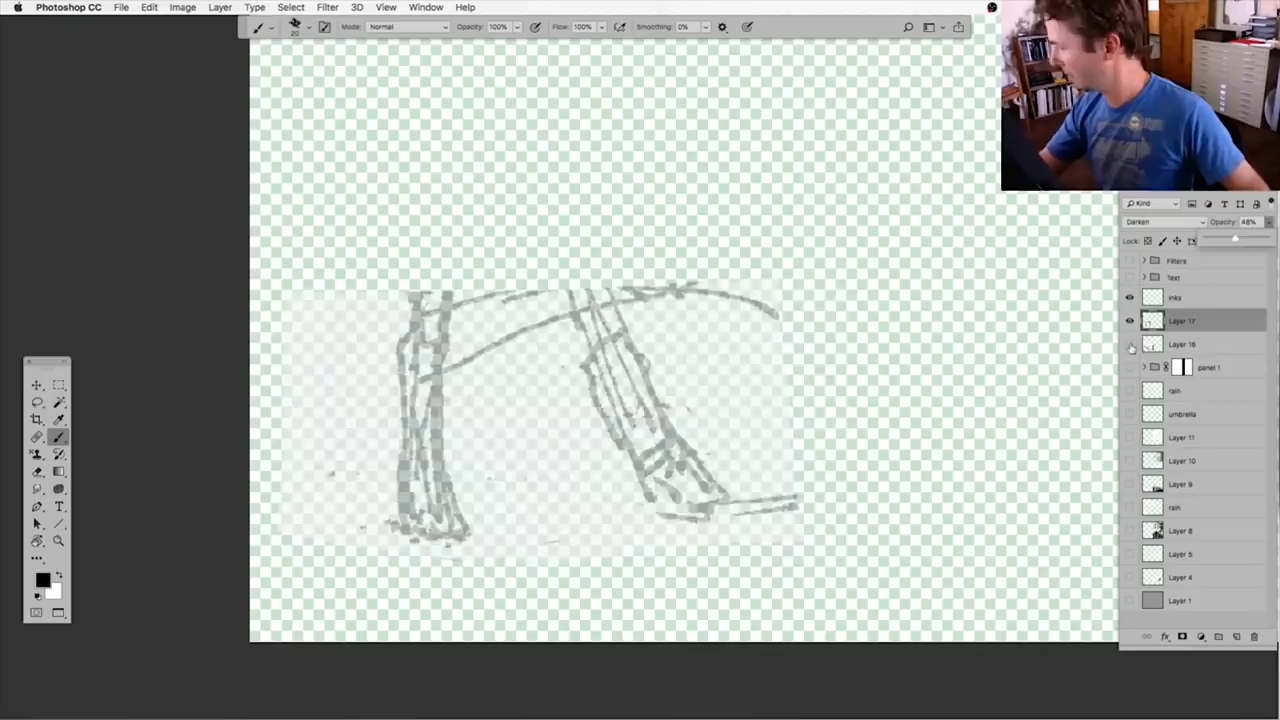 Photoshop CC File Edit Image Layer Type Select Filter 3D View Window Help
20 Mode: Normal Opacity: 100% Flow: 100% Smoothing: 0%
Kind
Darken Opacity: 48%
Lock:
Filters
Text
inks
Layer 17
Layer 16
panel 1
rain
umbrella
Layer 11
Layer 10
Layer 9
rain
Layer 8
Layer 5
Layer 4
Layer 1